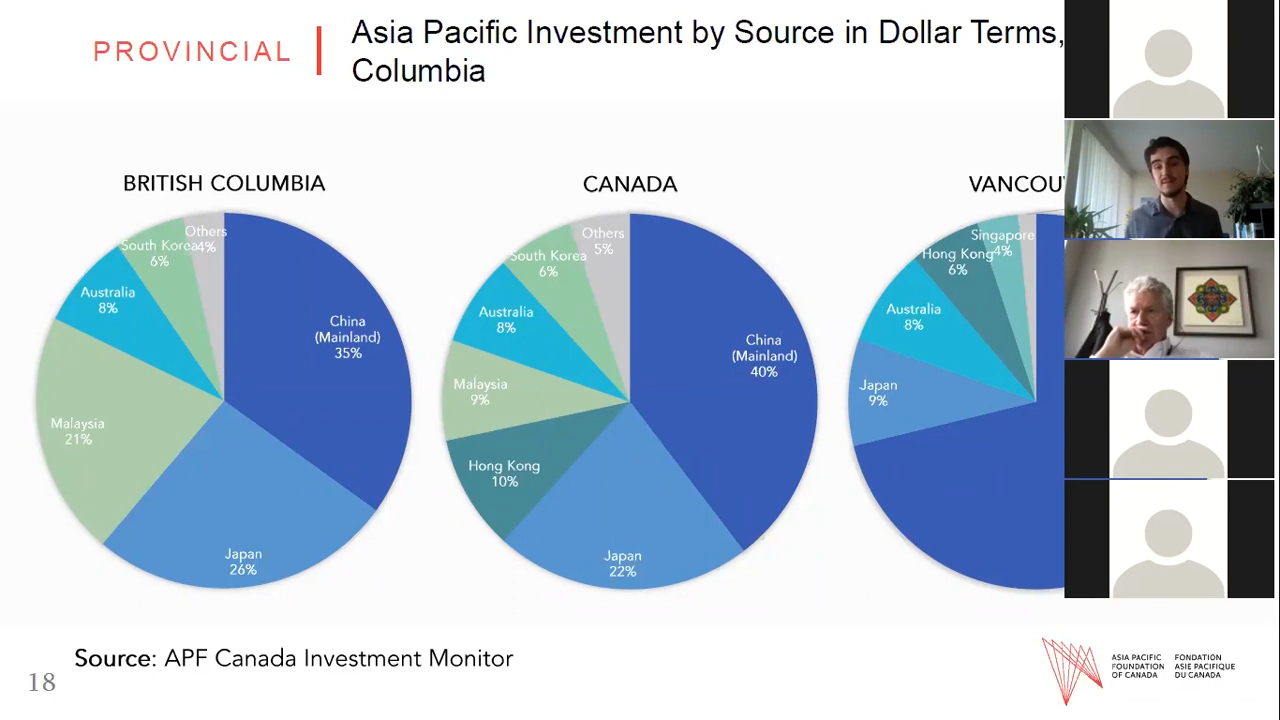 PROVINCIAL
Asia Pacific Investment by Source in Dollar Terms,
Columbia
BRITISH COLUMBIA
Others
4%
South Korea
6%
Australia
8%
Malaysia
21%
Japan
26%
China
(Mainland)
35%
CANADA
Others
5%
South Korea
6%
Australia
8%
Malaysia
9%
Hong Kong
10%
Japan
22%
China
(Mainland)
40%
VANCOU
Singapore
4%
Hong Kong
6%
Australia
8%
Japan
9%
Source: APF Canada Investment Monitor
18
ASIA PACIFIC
FOUNDATION
OF CANADA
FONDATION
ASIE PACIFIQUE
DU CANADA